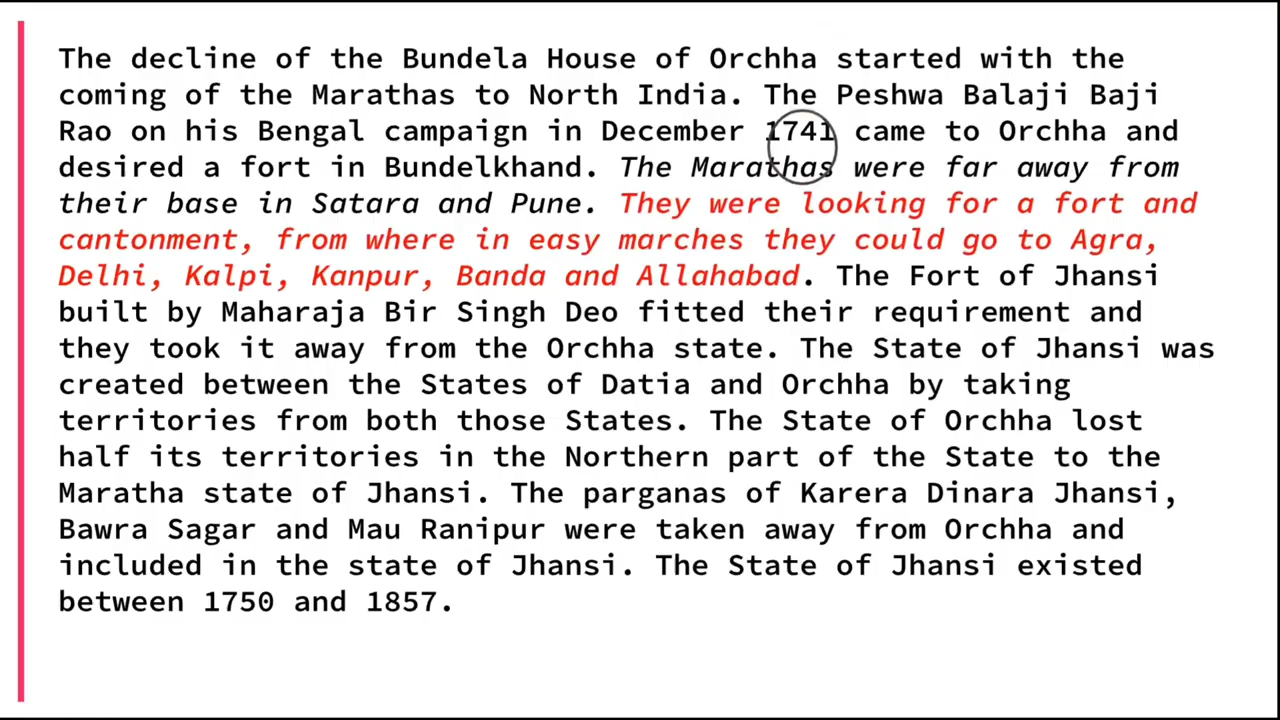 The decline of the Bundela House of Orchha started with the
coming of the Marathas to North India. The Peshwa Balaji Baji
Rao on his Bengal campaign in December 1741 came to Orchha and
desired a fort in Bundelkhand. The Marathas were far away from
their base in Satara and Pune. They were looking for a fort and
cantonment, from where in easy marches they could go to Agra,
Delhi, Kalpi, Kanpur, Banda and Allahabad. The Fort of Jhansi
built by Maharaja Bir Singh Deo fitted their requirement and
they took it away from the Orchha state. The State of Jhansi was
created between the States of Datia and Orchha by taking
territories from both those States. The State of Orchha lost
half its territories in the Northern part of the State to the
Maratha state of Jhansi. The parganas of Karera Dinara Jhansi,
Bawra Sagar and Mau Ranipur were taken away from Orchha and
included in the state of Jhansi. The State of Jhansi existed
between 1750 and 1857.